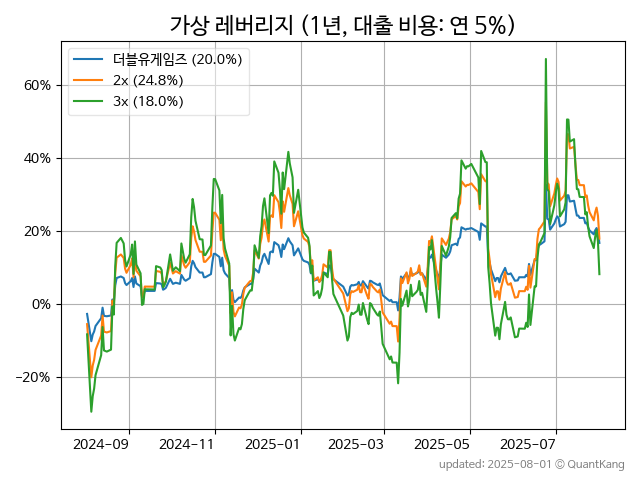 가상 레버리지 (1년, 대출 비용: 연 5%)
더블유게임즈 (20.0%)
2x (24.8%)
3x (18.0%)
60%
40%
20%
0%
−20%
2024-09
2024-11
2025-01
2025-03
2025-05
2025-07
updated: 2025-08-01 © QuantKang